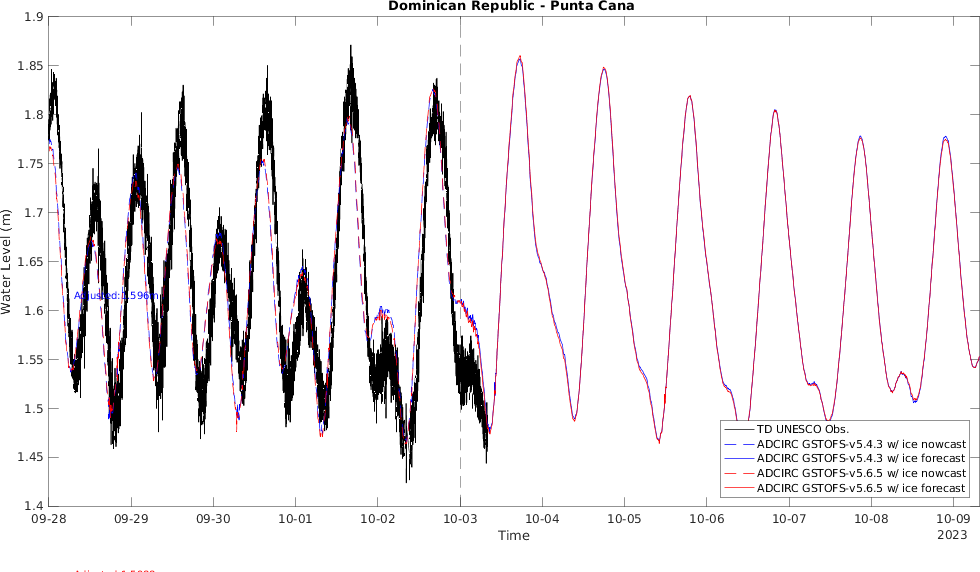 Dominican Republic - Punta Cana
1.9
1.85
1.8
1.75
1.7
1.65
1.6
1.55
1.5
1.45
1.4
Water Level (m)
Adjusted:1.596m
TD UNESCO Obs.
ADCIRC GSTOFS-v5.4.3 w/ ice nowcast
ADCIRC GSTOFS-v5.4.3 w/ ice forecast
ADCIRC GSTOFS-v5.6.5 w/ ice nowcast
ADCIRC GSTOFS-v5.6.5 w/ ice forecast
09-28 09-29 09-30 10-01 10-02 10-03 10-04 10-05 10-06 10-07 10-08 10-09
Time
2023